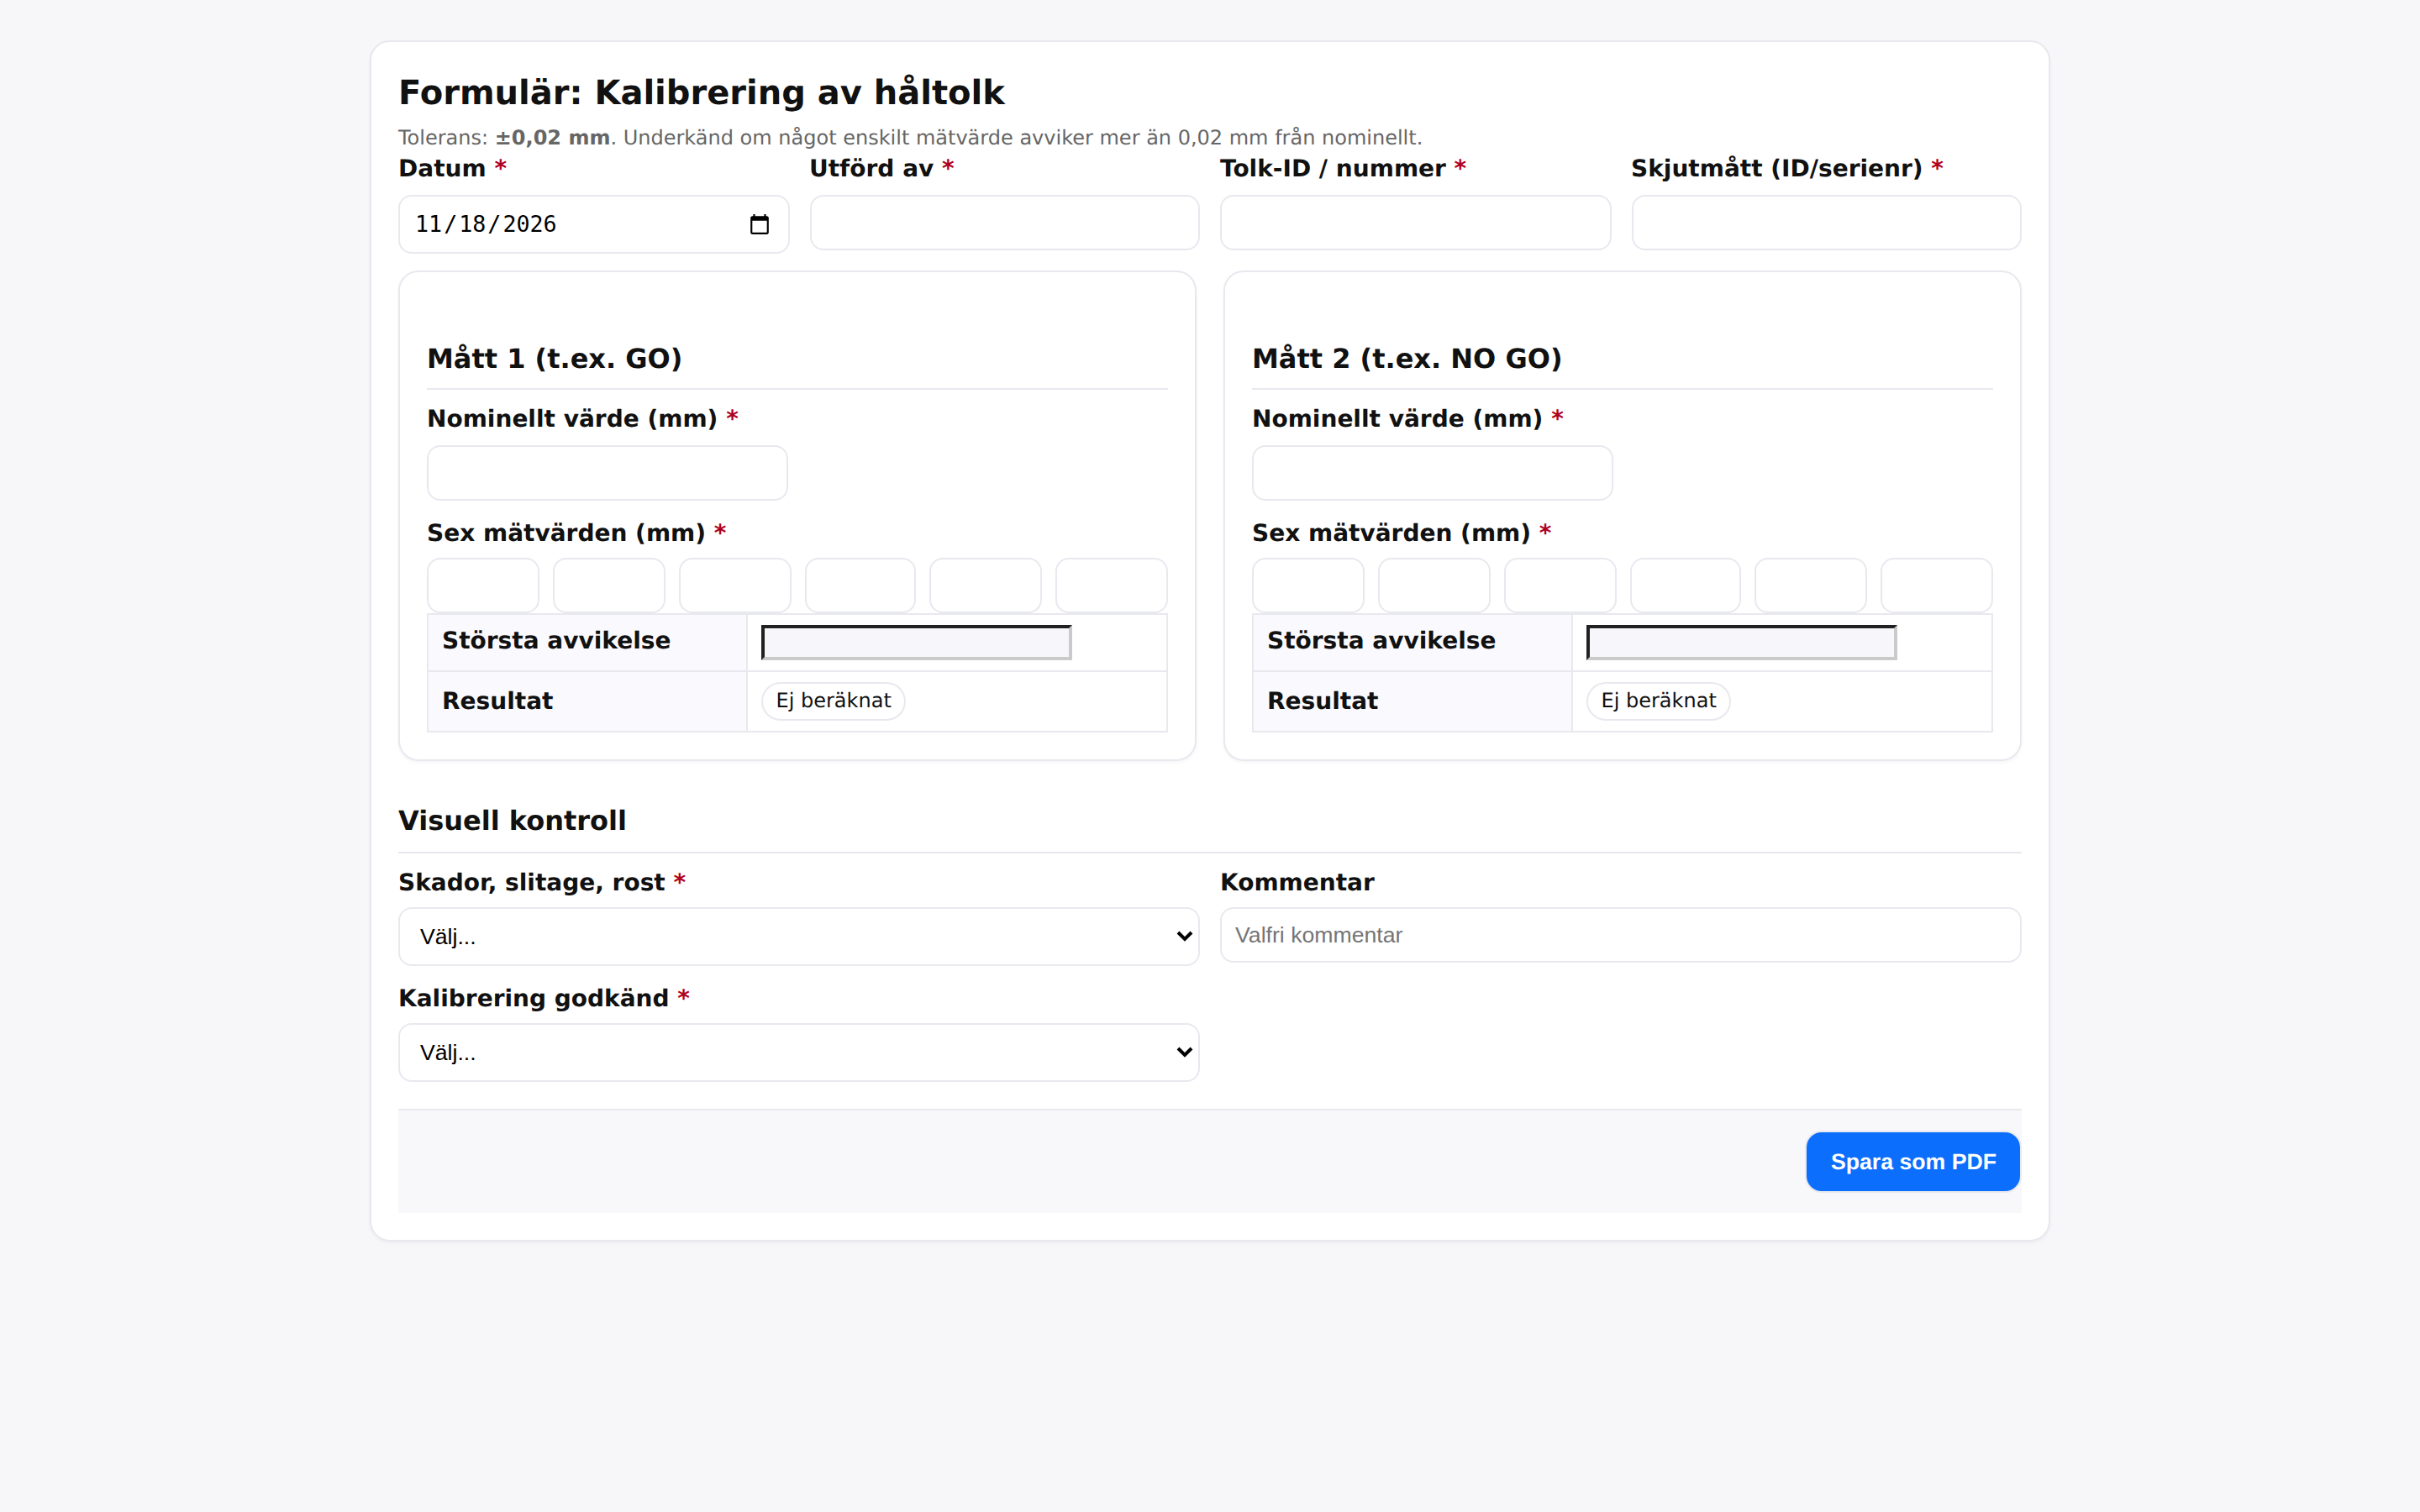 Formulär: Kalibrering av håltolk
Tolerans: ±0,02 mm. Underkänd om något enskilt mätvärde avviker mer än 0,02 mm från nominellt.
Datum * Utförd av * Tolk-ID / nummer * Skjutmått (ID/serienr) *
11/18/2026
Mått 1 (t.ex. GO)
Nominellt värde (mm) *
Sex mätvärden (mm) *
Största avvikelse
Resultat Ej beräknat
Mått 2 (t.ex. NO GO)
Nominellt värde (mm) *
Sex mätvärden (mm) *
Största avvikelse
Resultat Ej beräknat
Visuell kontroll
Skador, slitage, rost * Kommentar
Välj... Valfri kommentar
Kalibrering godkänd *
Välj...
Spara som PDF